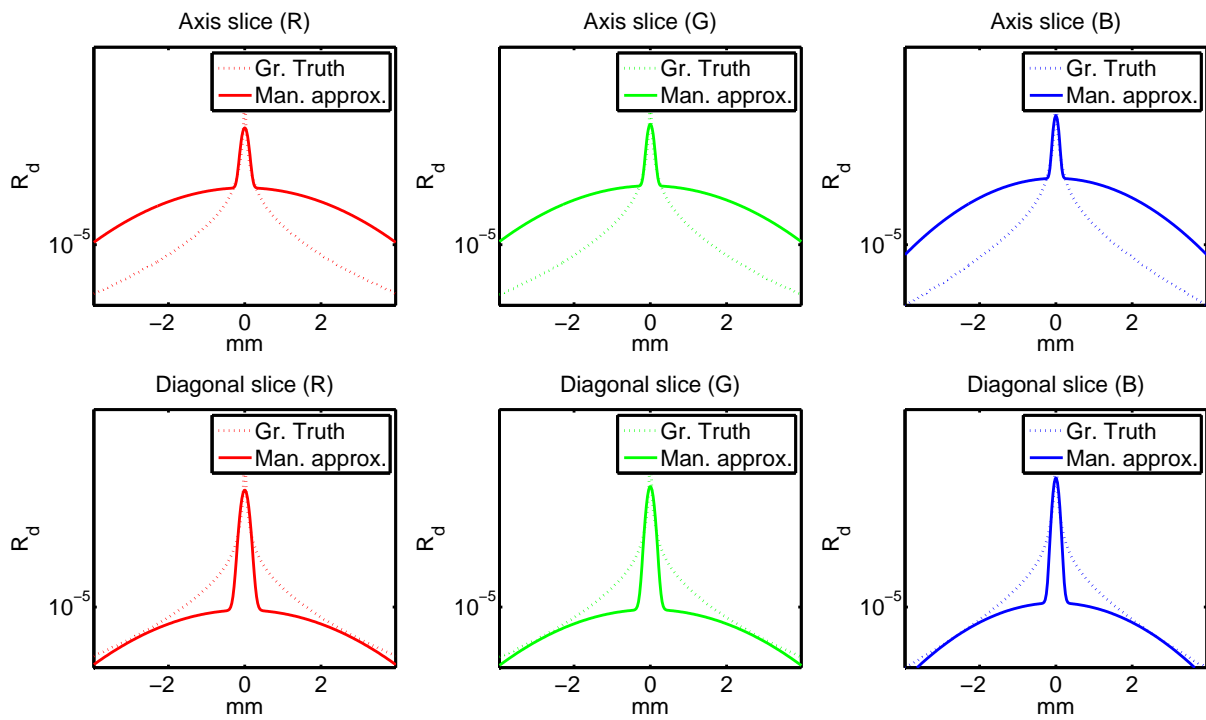 Axis slice (R)
Gr. Truth
Man. approx.
R_d
10^-5
−2 0 2
mm
Axis slice (G)
Gr. Truth
Man. approx.
R_d
10^-5
−2 0 2
mm
Axis slice (B)
Gr. Truth
Man. approx.
R_d
10^-5
−2 0 2
mm
Diagonal slice (R)
Gr. Truth
Man. approx.
R_d
10^-5
−2 0 2
mm
Diagonal slice (G)
Gr. Truth
Man. approx.
R_d
10^-5
−2 0 2
mm
Diagonal slice (B)
Gr. Truth
Man. approx.
R_d
10^-5
−2 0 2
mm